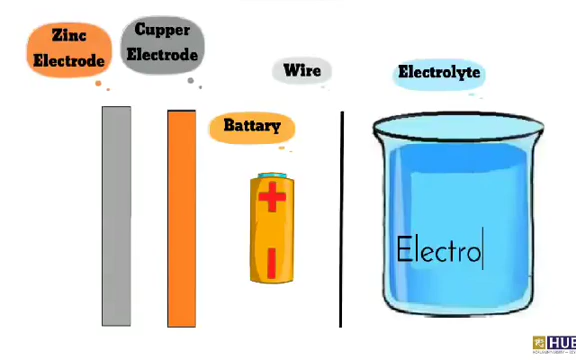 Zinc
Electrode
Cupper
Electrode
Wire
Electrolyte
Battary
+
-
Electro
HUB